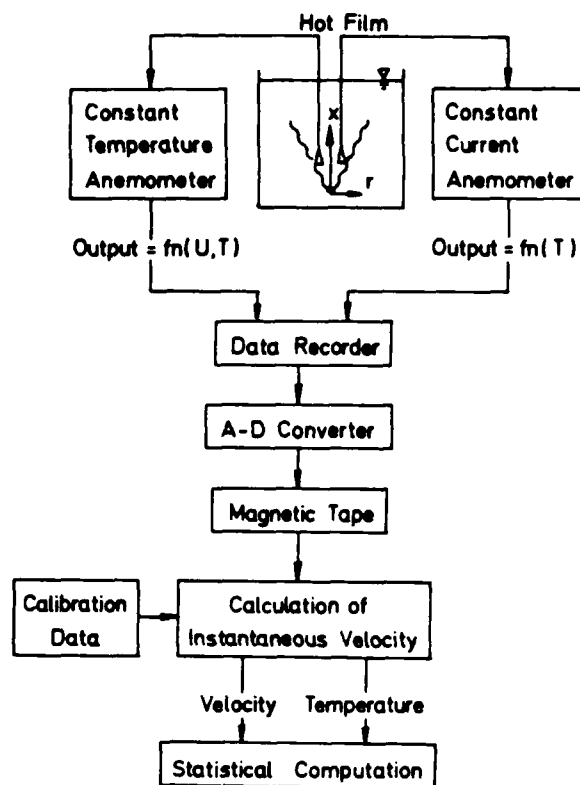 Hot Film
Constant
Temperature
Anemometer
x
r
Constant
Current
Anemometer
Output = fn(U,T)
Output = fn(T)
Data Recorder
A-D Converter
Magnetic Tape
Calibration
Data
Calculation of
Instantaneous Velocity
Velocity
Temperature
Statistical Computation